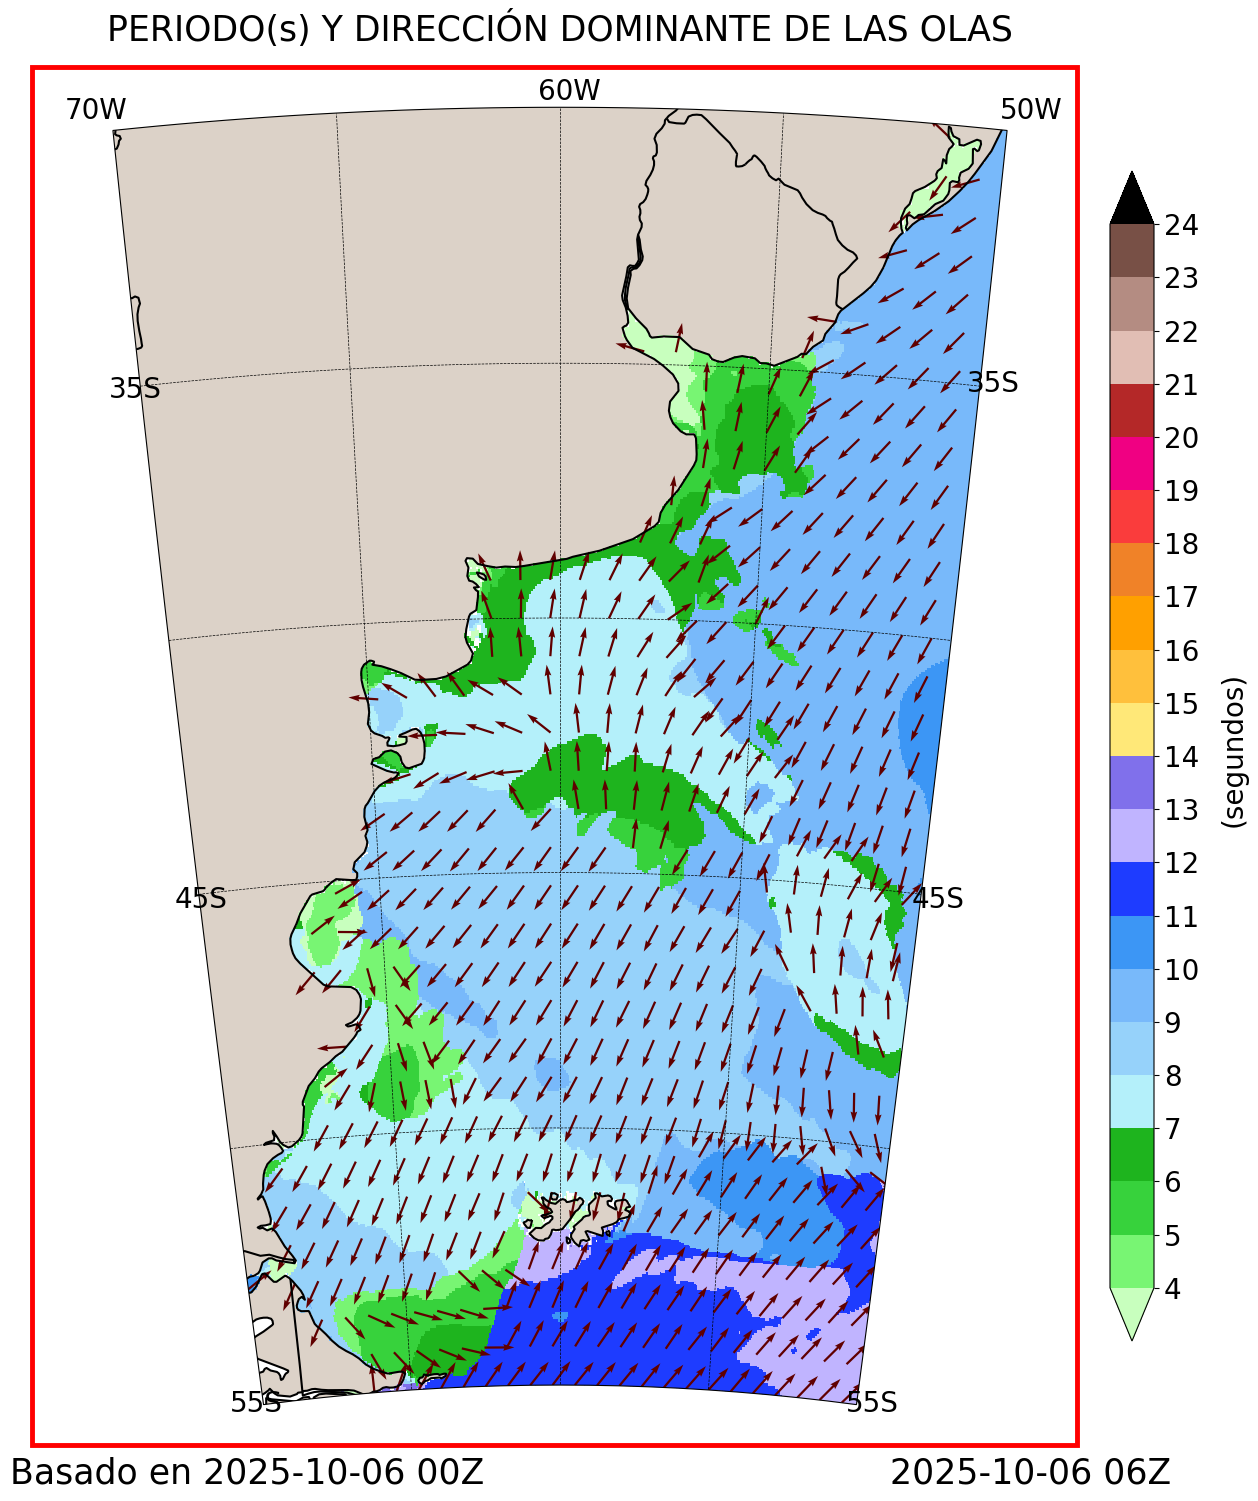 PERIODO(s) Y DIRECCIÓN DOMINANTE DE LAS OLAS
70W
60W
50W
35S
35S
45S
45S
55S
55S
24
23
22
21
20
19
18
17
16
15
14
13
12
11
10
9
8
7
6
5
4
(segundos)
Basado en 2025-10-06 00Z
2025-10-06 06Z